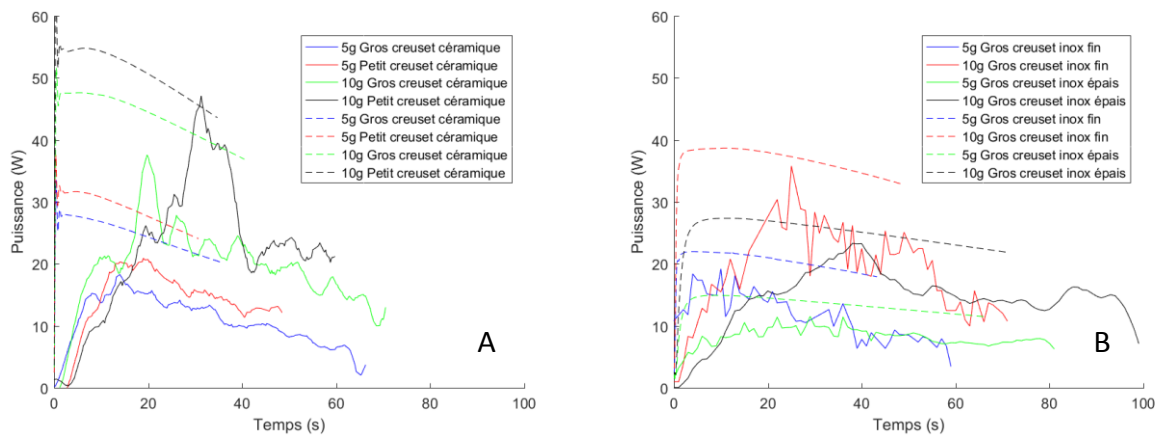 60
50
40
30
20
10
0
Puissance (W)
5g Gros creuset céramique
5g Petit creuset céramique
10g Gros creuset céramique
10g Petit creuset céramique
5g Gros creuset céramique
5g Petit creuset céramique
10g Gros creuset céramique
10g Petit creuset céramique
A
0 20 40 60 80 100
Temps (s)
60
50
40
30
20
10
0
Puissance (W)
5g Gros creuset inox fin
10g Gros creuset inox fin
5g Gros creuset inox épais
10g Gros creuset inox épais
5g Gros creuset inox fin
10g Gros creuset inox fin
5g Gros creuset inox épais
10g Gros creuset inox épais
B
0 20 40 60 80 100
Temps (s)